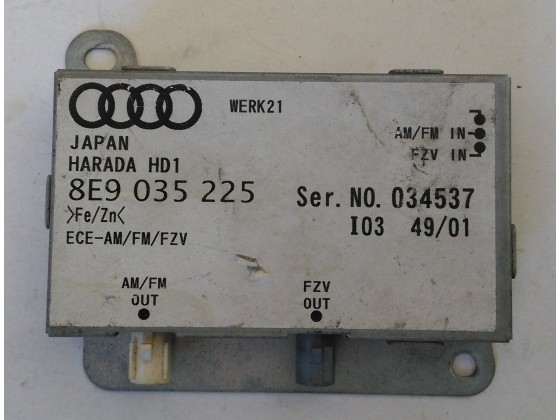 WERK21
AM/FM IN
FZV IN
JAPAN
HARADA HD1
8E9 035 225
>Fe/Zn<
ECE-AM/FM/FZV
Ser. NO. 034537
I03 49/01
AM/FM
OUT
FZV
OUT